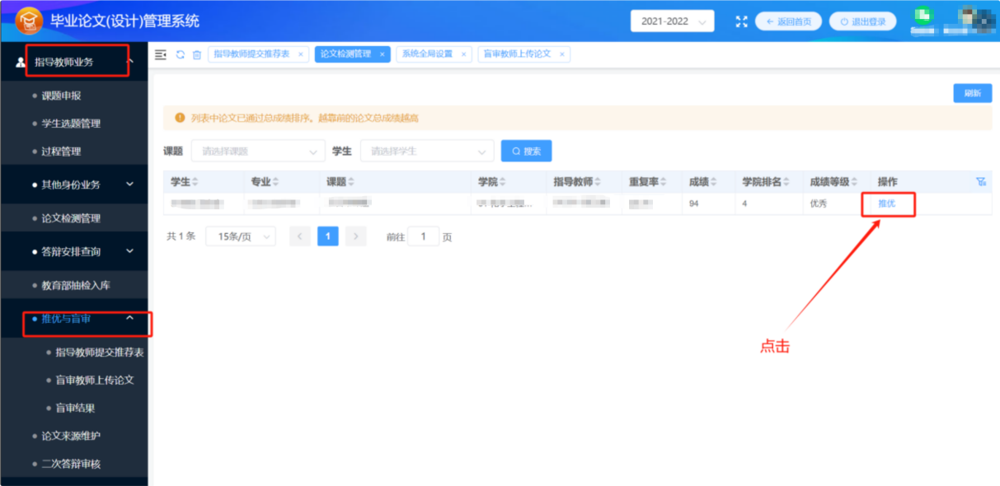 毕业论文(设计)管理系统
2021-2022
返回首页
退出登录
指导教师业务
课题申报
学生选题管理
过程管理
其他身份业务
论文检测管理
答辩安排查询
教育部抽检入库
推优与盲审
指导教师提交推荐表
盲审教师上传论文
盲审结果
论文来源维护
二次答辩审核
指导教师提交推荐表 × 论文检测管理 × 系统全局设置 × 盲审教师上传论文 ×
刷新
列表中论文已通过总成绩排序。越靠前的论文总成绩越高
课题 请选择课题 学生 请选择学生 搜索
学生 专业 课题 学院 指导教师 重复率 成绩 学院排名 成绩等级 操作
94 4 优秀 推优
共 1 条 15条/页 < 1 > 前往 1 页
点击